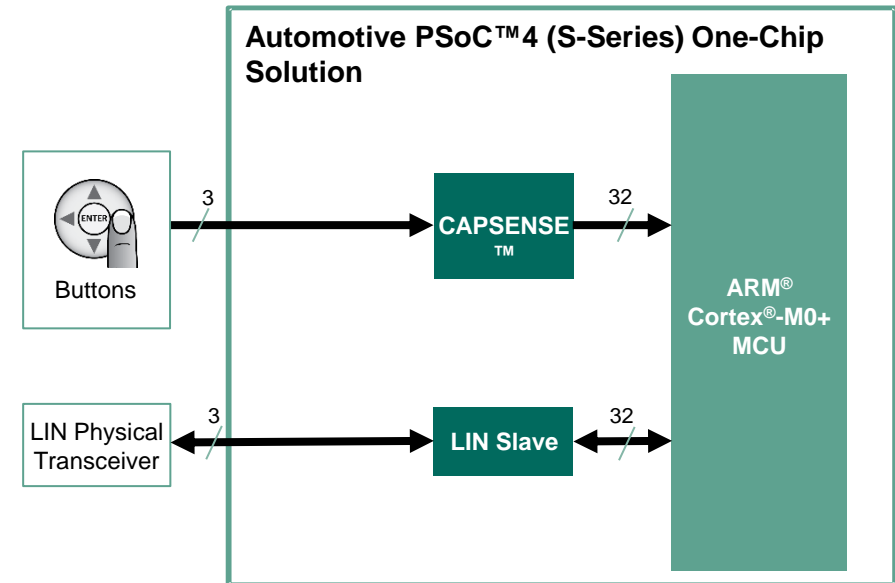 Automotive PSoC™4 (S-Series) One-Chip
Solution
3
32
ENTER
CAPSENSE
TM
Buttons
ARM®
Cortex®-M0+
MCU
3
32
LIN Physical
Transceiver
LIN Slave